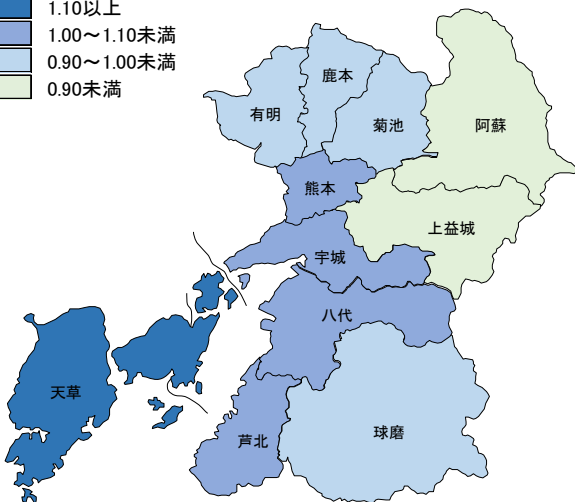 1.10以上
1.00～1.10未満
0.90～1.00未満
0.90未満
鹿本
有明
菊池
阿蘇
熊本
上益城
宇城
八代
天草
芦北
球磨